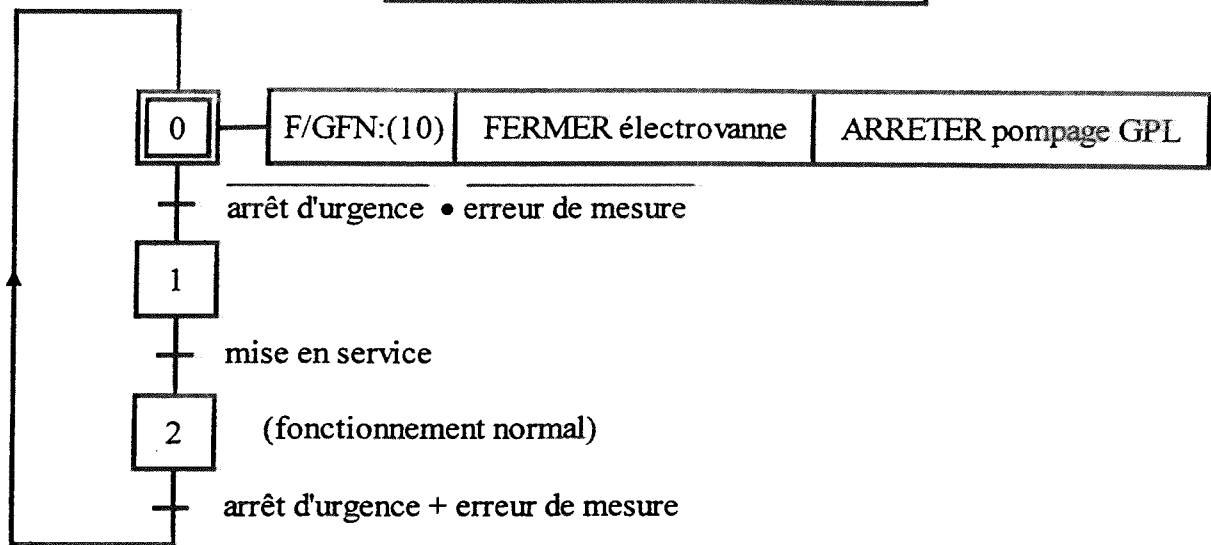 0
F/GFN:(10) FERMER électrovanne ARRETER pompage GPL
arrêt d'urgence • erreur de mesure
1
mise en service
2 (fonctionnement normal)
arrêt d'urgence + erreur de mesure